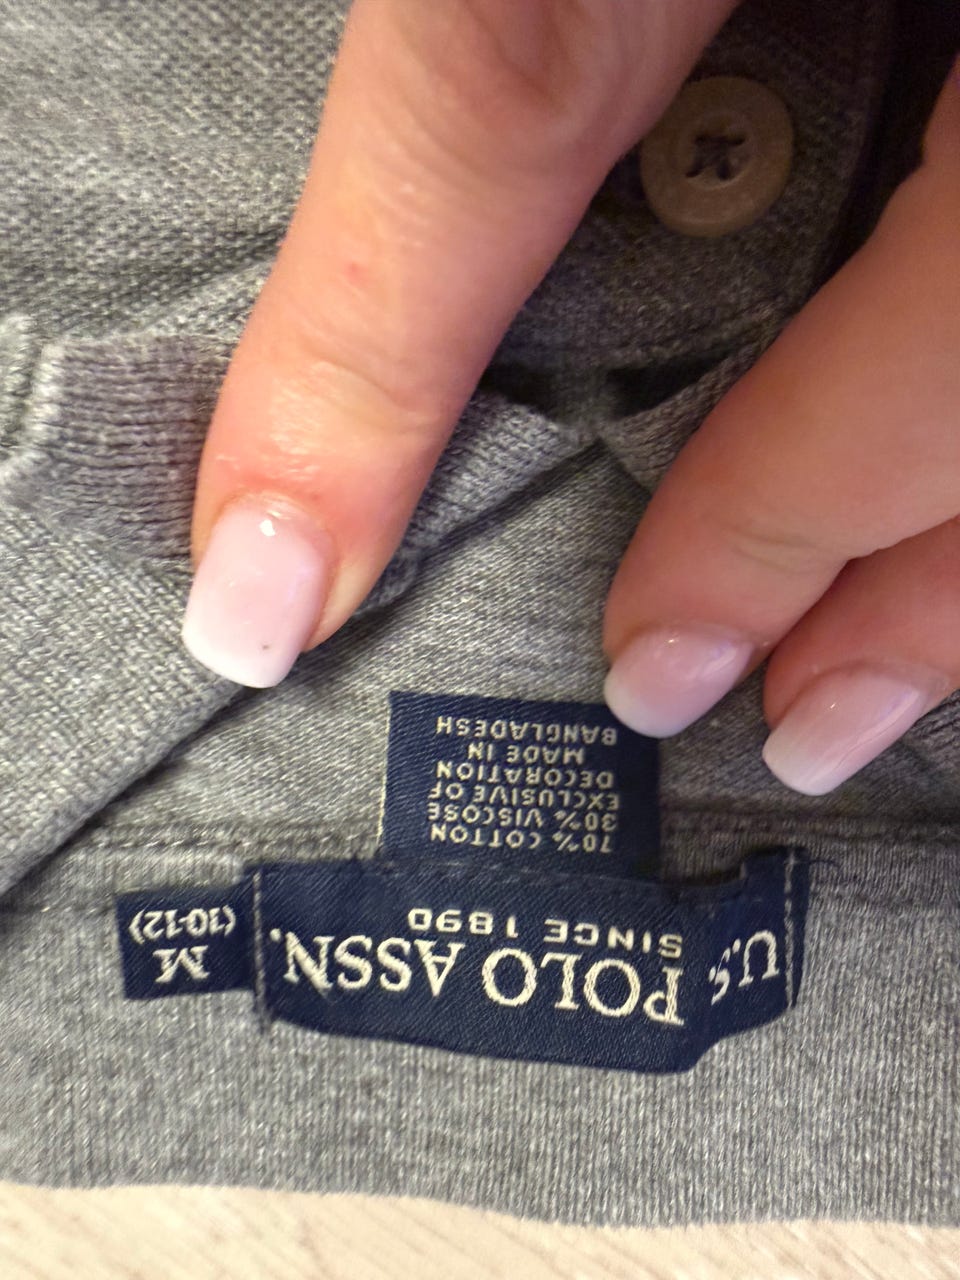 U.S. POLO ASSN.
SINCE 1890
M
(10-12)
70% COTTON
30% VISCOSE
EXCLUSIVE OF
DECORATION
MADE IN
BANGLADESH